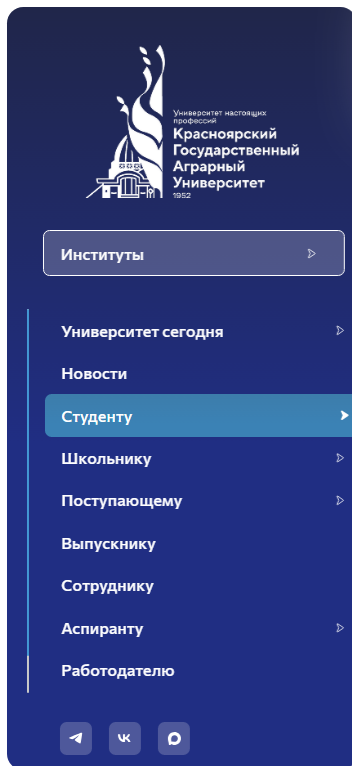 Университет настоящих
профессий
Красноярский
Государственный
Аграрный
Университет
1952
Институты
Университет сегодня
Новости
Студенту
Школьнику
Поступающему
Выпускнику
Сотруднику
Аспиранту
Работодателю